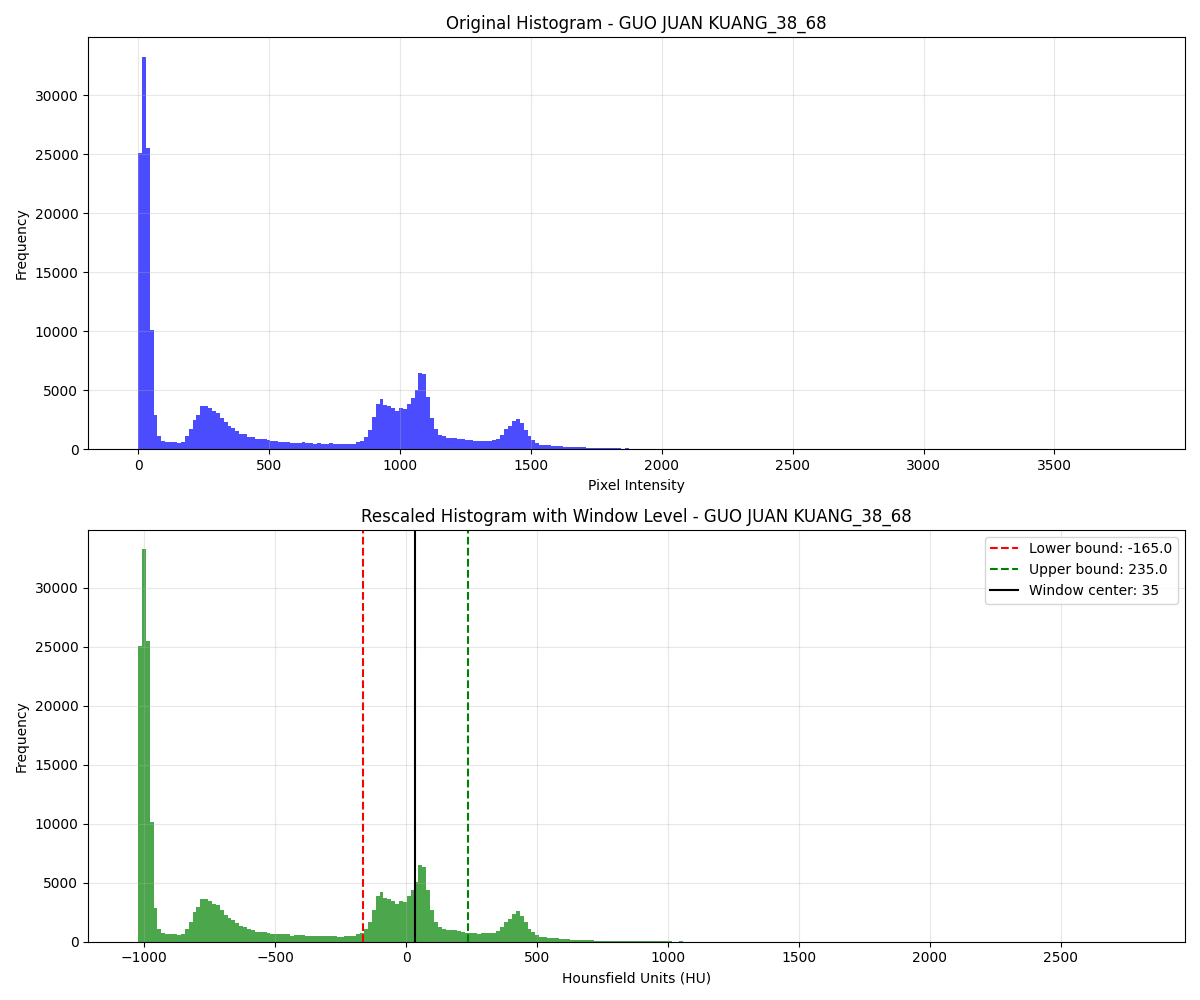 Original Histogram - GUO JUAN KUANG_38_68
30000
25000
20000
15000
10000
5000
0
Frequency
0 500 1000 1500 2000 2500 3000 3500
Pixel Intensity
Rescaled Histogram with Window Level - GUO JUAN KUANG_38_68
Lower bound: -165.0
Upper bound: 235.0
Window center: 35
30000
25000
20000
15000
10000
5000
0
Frequency
−1000 −500 0 500 1000 1500 2000 2500
Hounsfield Units (HU)